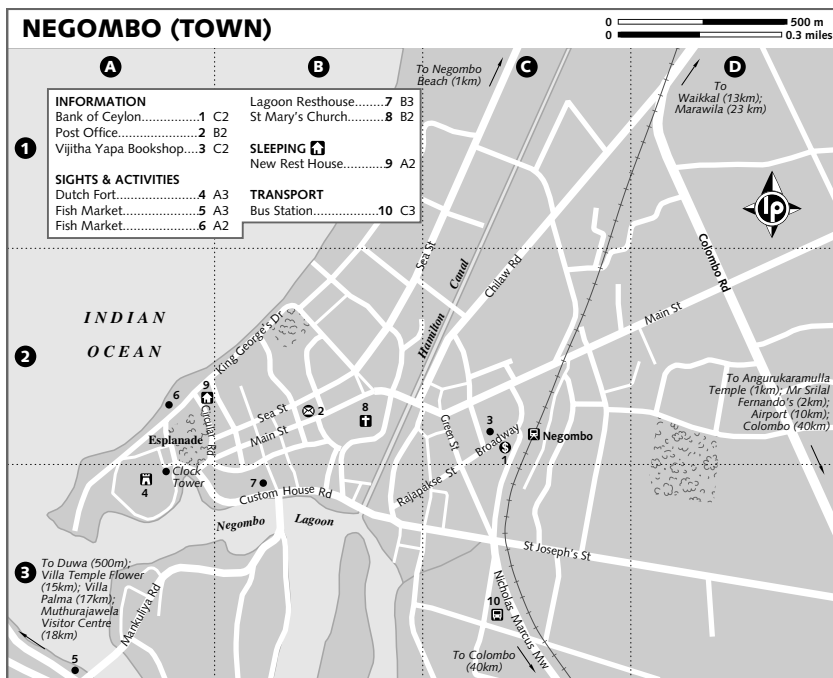 NEGOMBO (TOWN)
0 500 m
0 0.3 miles
A
B
C
D
To Negombo
Beach (1km)
To
Waikkal (13km);
Marawila (23 km)
INFORMATION
Bank of Ceylon..............1 C2
Post Office....................2 B2
Vijitha Yapa Bookshop....3 C2
SIGHTS & ACTIVITIES
Dutch Fort....................4 A3
Fish Market..................5 A3
Fish Market..................6 A2
Lagoon Resthouse........7 B3
St Mary's Church.........8 B2
SLEEPING
New Rest House...........9 A2
TRANSPORT
Bus Station................10 C3
1
lp
Sea St
Canal
Hamilton
Chilaw Rd
Colombo Rd
Main St
INDIAN
OCEAN
2
King George's Dr
6
9
Circular Rd
Sea St
Main St
2
8
Green St
3
Broadway
1
Negombo
To Angurukaramulla
Temple (1km); Mr Srilal
Fernando's (2km);
Airport (10km);
Colombo (40km)
Esplanade
Clock
Tower
4
7
Custom House Rd
Rajapakse St
Negombo Lagoon
St Joseph's St
3
To Duwa (500m);
Villa Temple Flower
(15km); Villa
Palma (17km);
Muthurajawela
Visitor Centre
(18km)
Mankuliya Rd
5
10
Nicholas Marcus Mw
To Colombo
(40km)